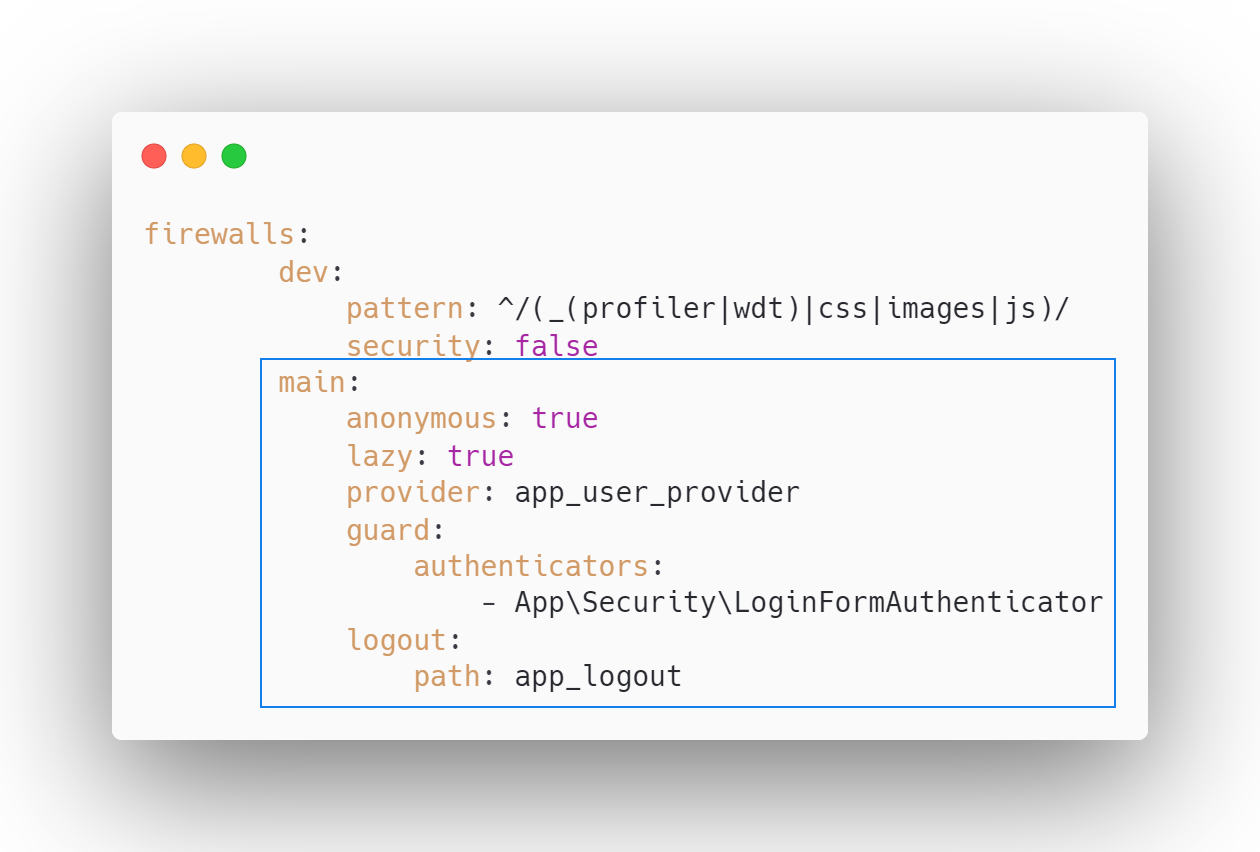 firewalls:
        dev:
            pattern: ^/(_(profiler|wdt)|css|images|js)/
            security: false
        main:
            anonymous: true
            lazy: true
            provider: app_user_provider
            guard:
                authenticators:
                    - App\Security\LoginFormAuthenticator
            logout:
                path: app_logout